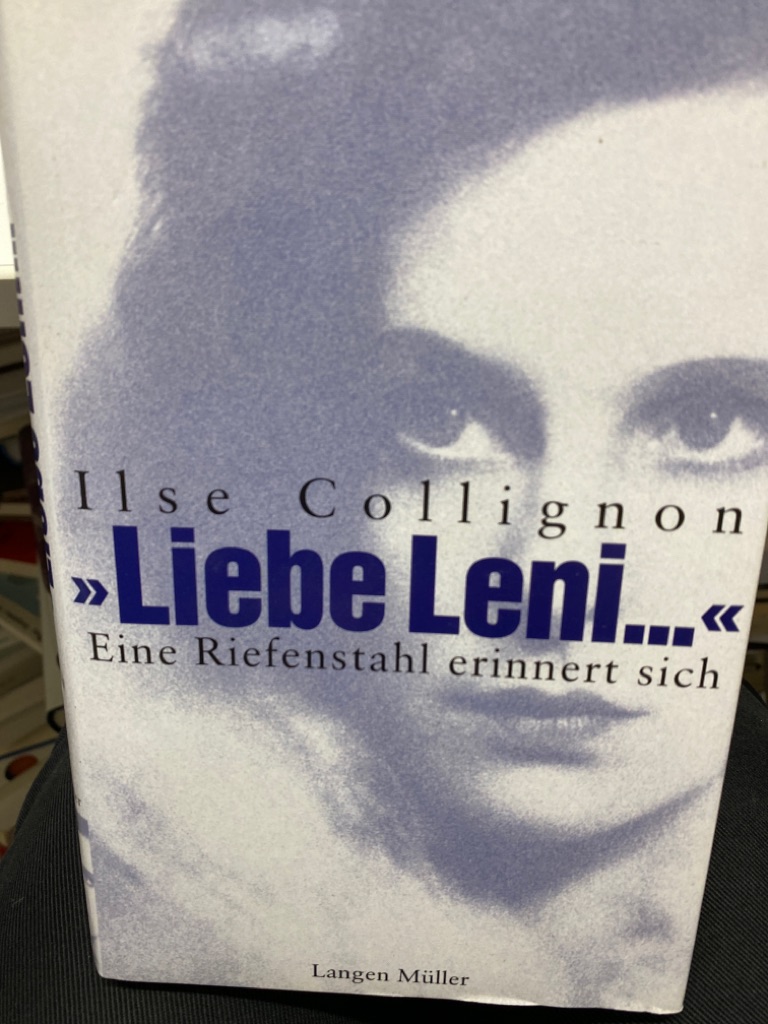 Ilse Collignon
»Liebe Leni...«
Eine Riefenstahl erinnert sich
Langen Müller